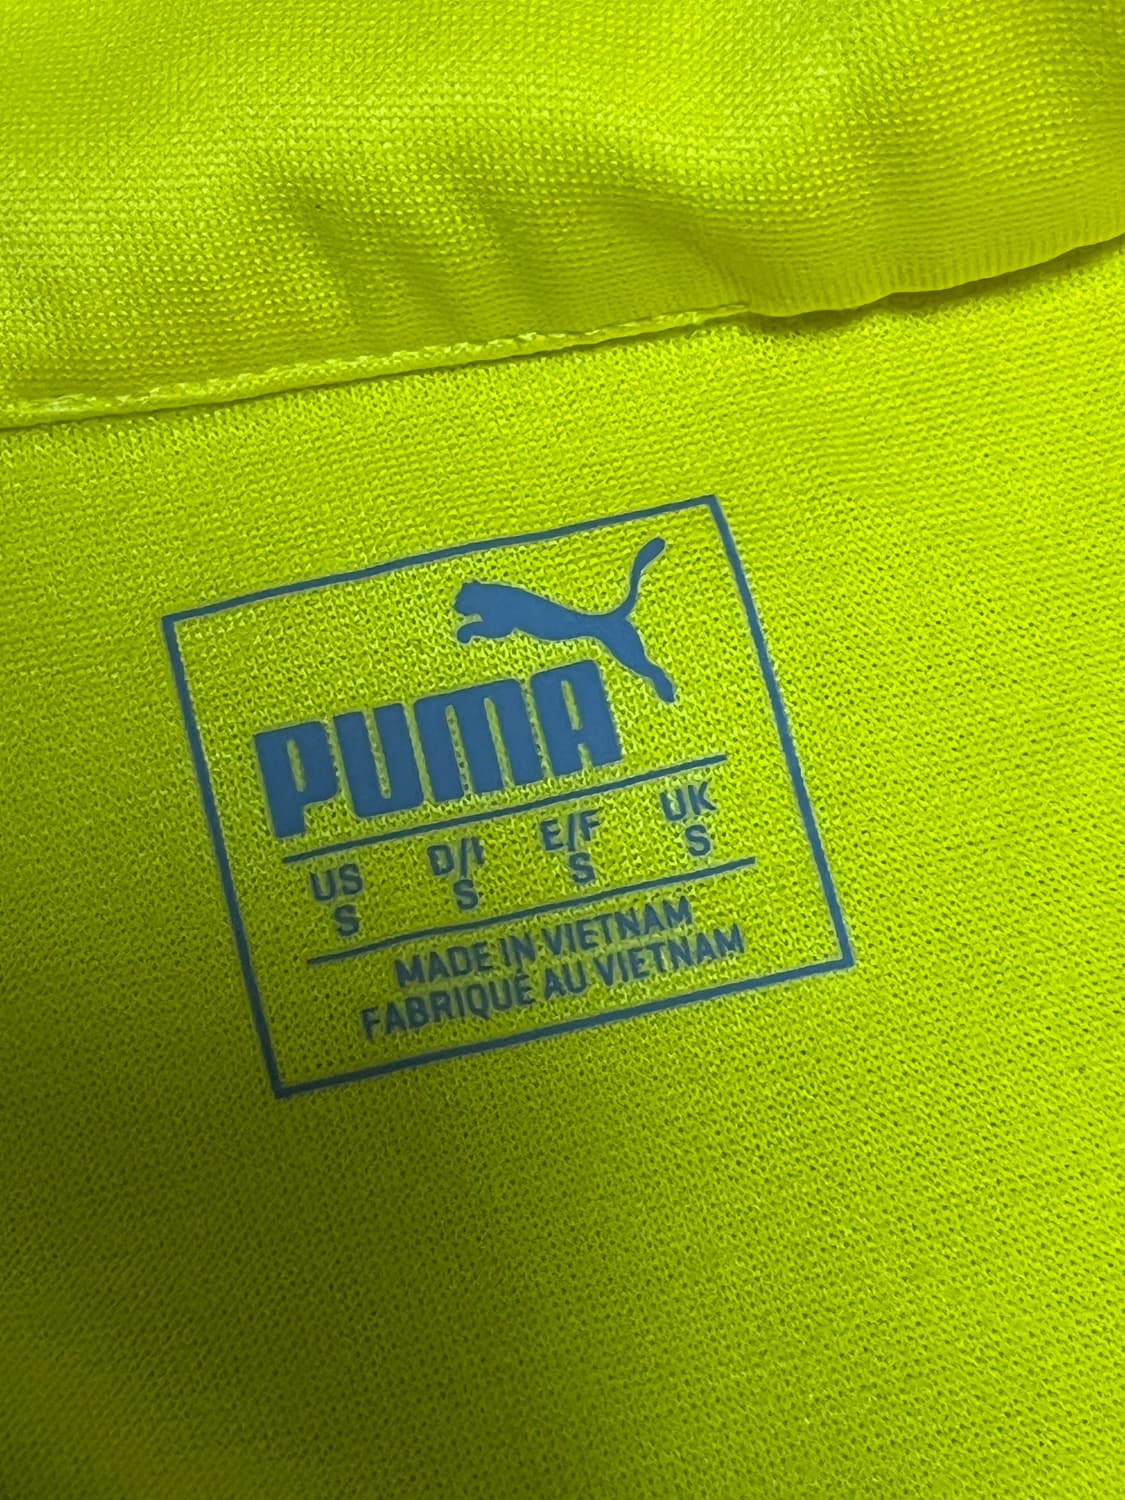 PUMA
US D/I E/F UK
S S S S
MADE IN VIETNAM
FABRIQUÉ AU VIETNAM